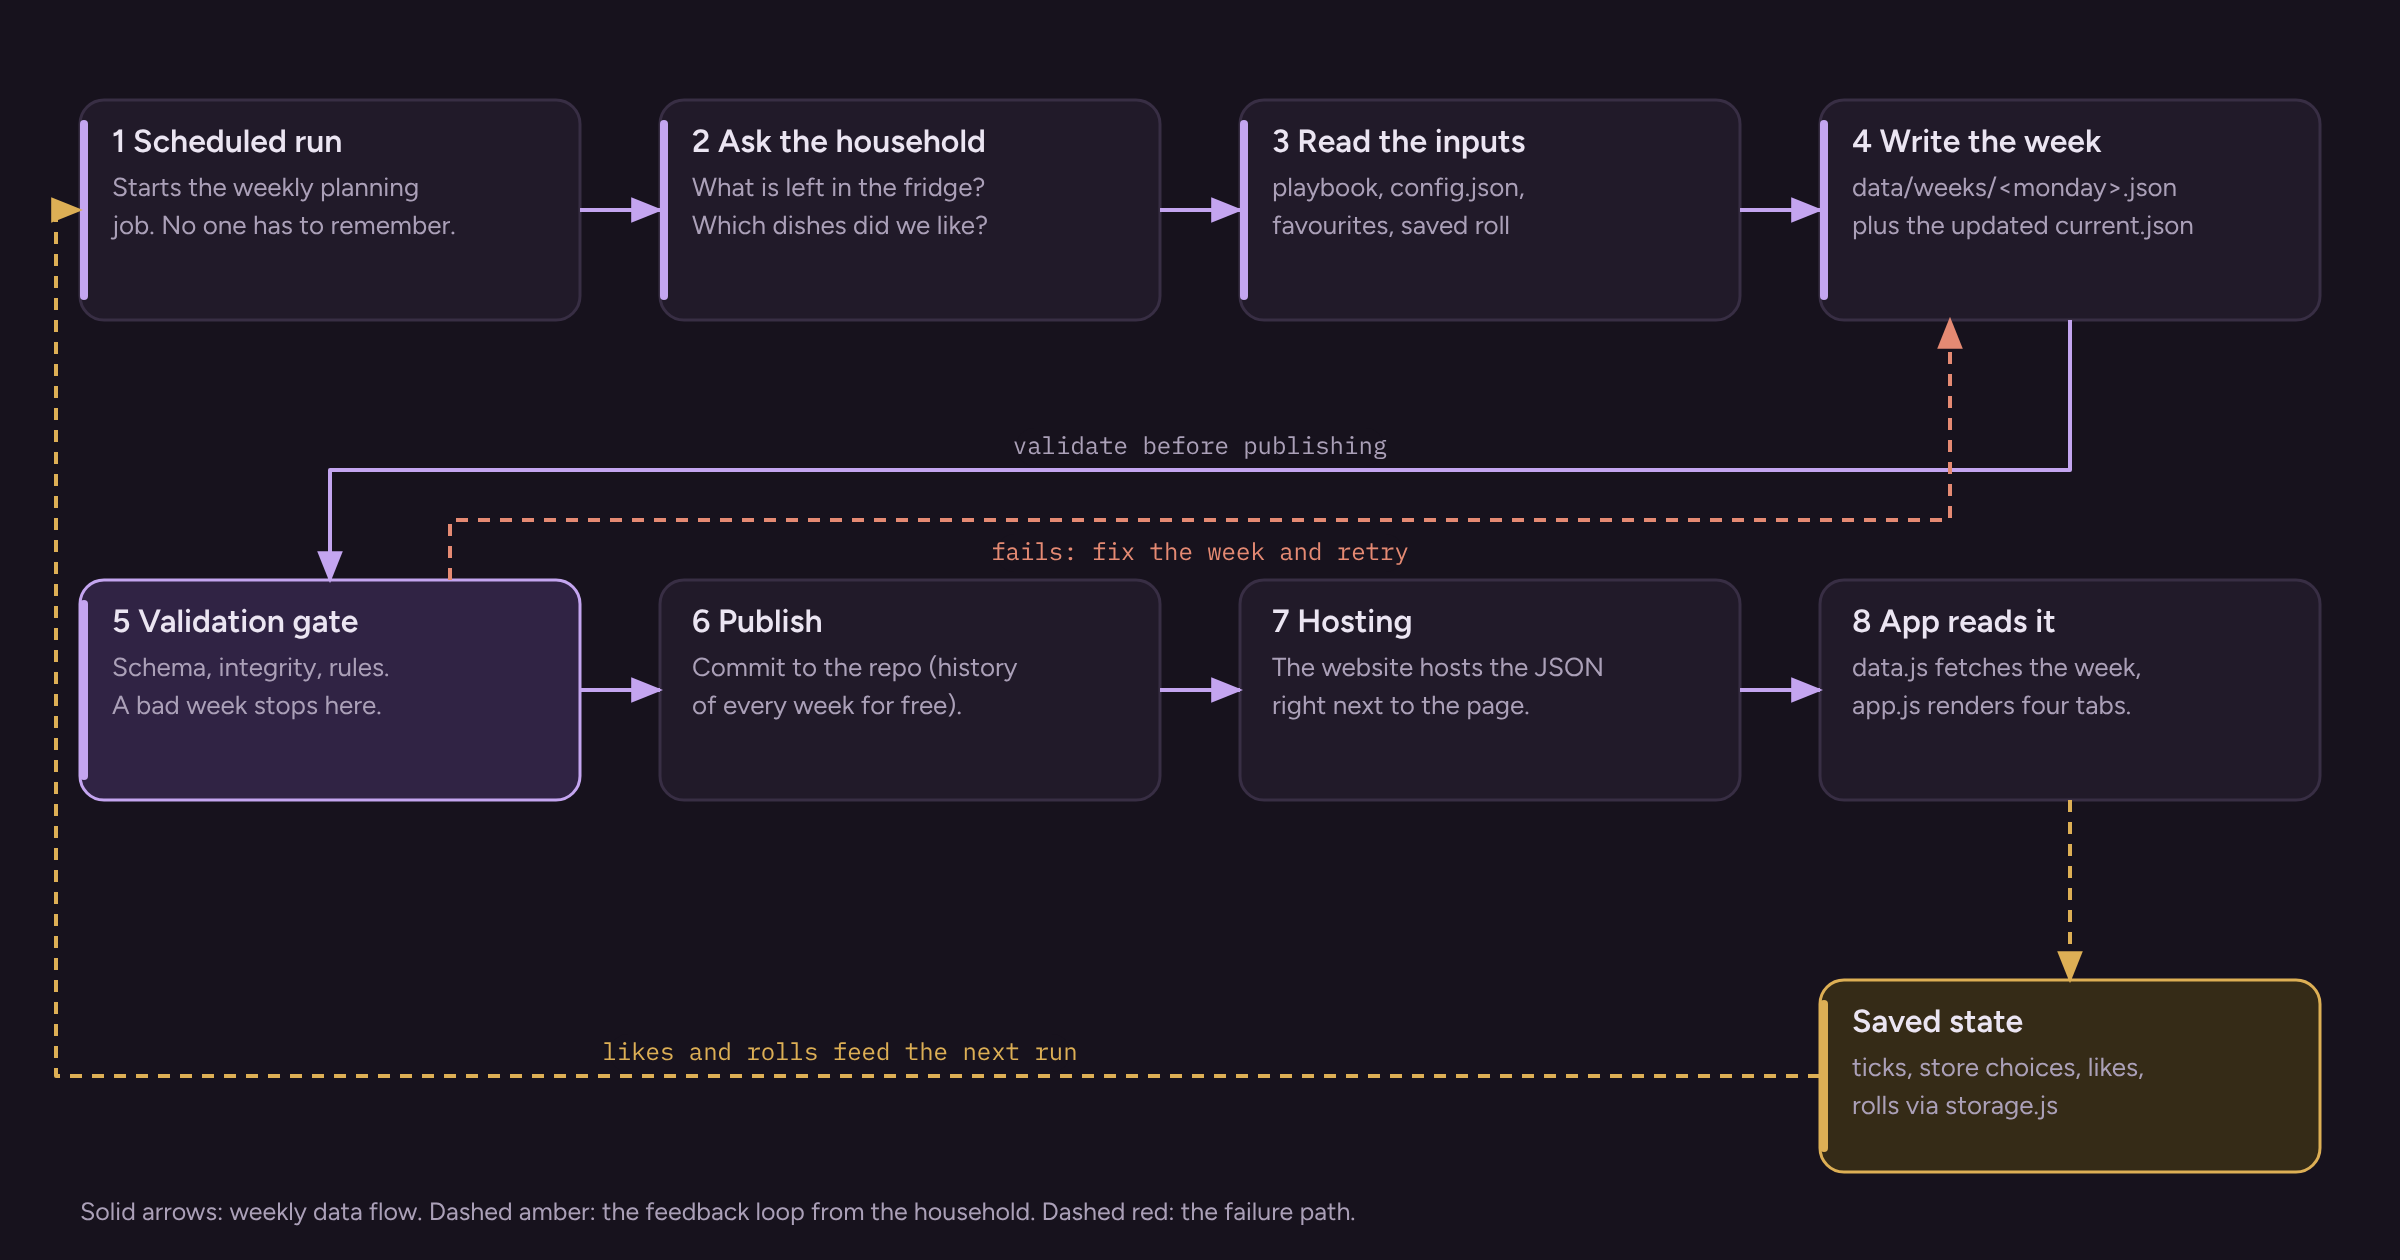 1 Scheduled run
Starts the weekly planning
job. No one has to remember.
2 Ask the household
What is left in the fridge?
Which dishes did we like?
3 Read the inputs
playbook, config.json,
favourites, saved roll
4 Write the week
data/weeks/<monday>.json
plus the updated current.json
validate before publishing
fails: fix the week and retry
5 Validation gate
Schema, integrity, rules.
A bad week stops here.
6 Publish
Commit to the repo (history
of every week for free).
7 Hosting
The website hosts the JSON
right next to the page.
8 App reads it
data.js fetches the week,
app.js renders four tabs.
Saved state
ticks, store choices, likes,
rolls via storage.js
likes and rolls feed the next run
Solid arrows: weekly data flow. Dashed amber: the feedback loop from the household. Dashed red: the failure path.